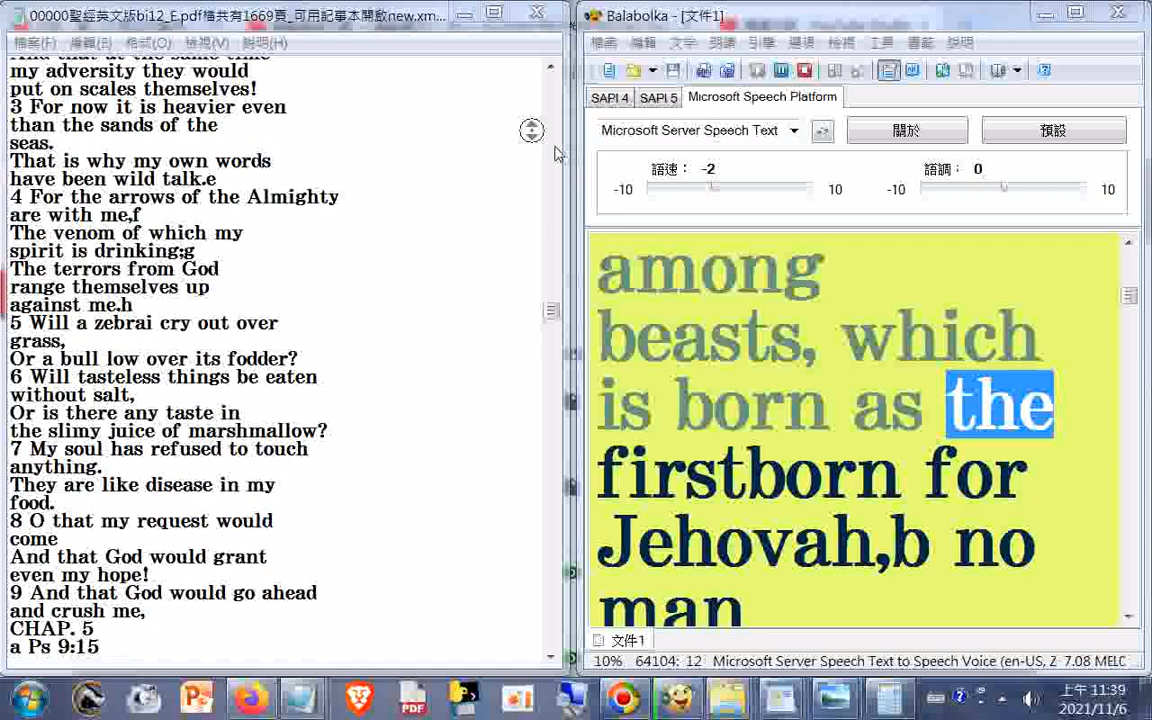 00000聖經英文版bi12_E.pdf檔共有1669頁_可用記事本開啟new.xm...
檔案(F) 編輯(E) 格式(O) 檢視(V) 說明(H)
And that at the same time
my adversity they would
put on scales themselves!
3 For now it is heavier even
than the sands of the
seas.
That is why my own words
have been wild talk.e
4 For the arrows of the Almighty
are with me,f
The venom of which my
spirit is drinking;g
The terrors from God
range themselves up
against me.h
5 Will a zebrai cry out over
grass,
Or a bull low over its fodder?
6 Will tasteless things be eaten
without salt,
Or is there any taste in
the slimy juice of marshmallow?
7 My soul has refused to touch
anything.
They are like disease in my
food.
8 O that my request would
come
And that God would grant
even my hope!
9 And that God would go ahead
and crush me,
CHAP. 5
a Ps 9:15
Balabolka - [文件1]
檔案 編輯 文字 朗讀 引擎 選項 檢視 工具 書籤 說明
SAPI 4 SAPI 5 Microsoft Speech Platform
Microsoft Server Speech Text 關於 預設
語速： -2 語調： 0
-10 10 -10 10
among
beasts, which
is born as the
firstborn for
Jehovah,b no
man
文件1
10% 64104: 12 Microsoft Server Speech Text to Speech Voice (en-US, Z 7.08 MELC
PDF
上午 11:39
2021/11/6